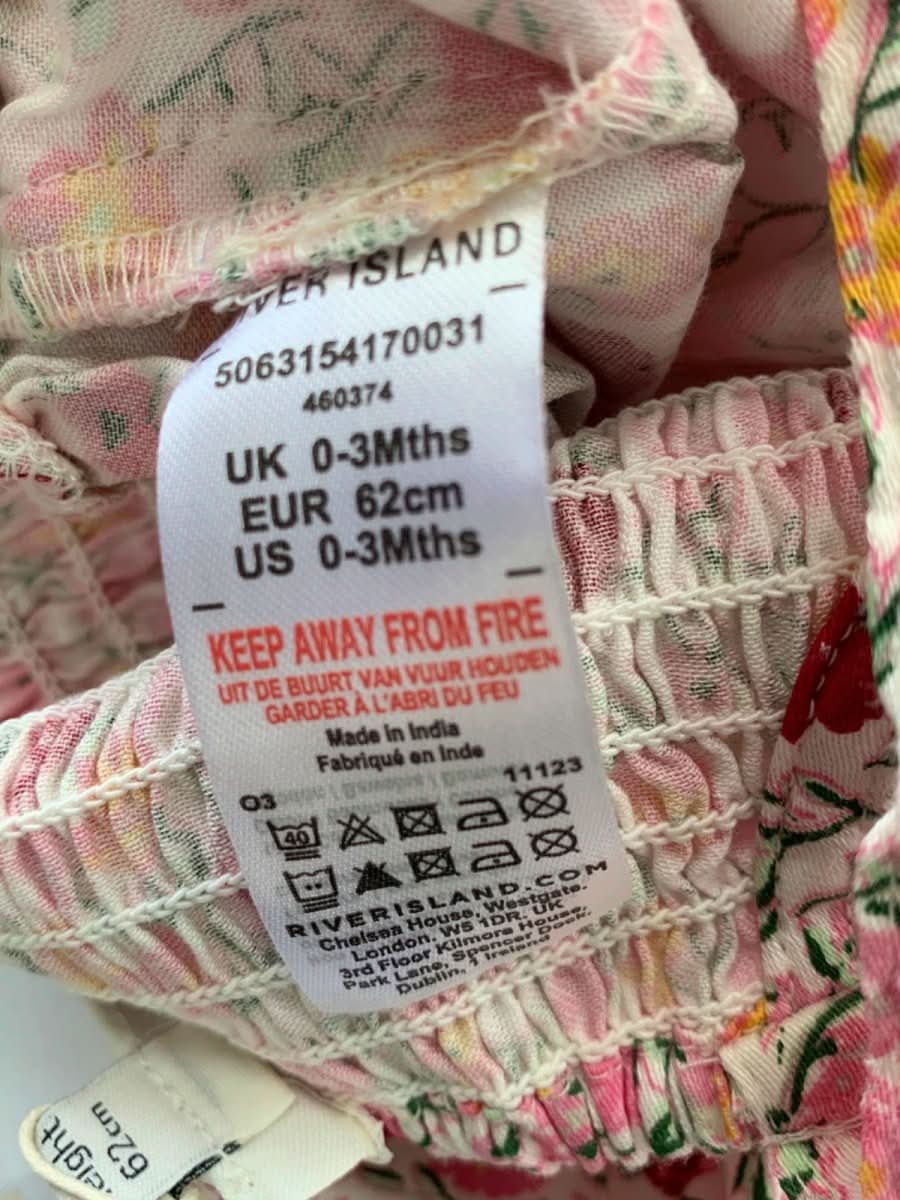 RIVER ISLAND
5063154170031
460374
UK 0-3Mths
EUR 62cm
US 0-3Mths
KEEP AWAY FROM FIRE
UIT DE BUURT VAN VUUR HOUDEN
GARDER À L'ABRI DU FEU
Made in India
Fabriqué en Inde
03 11123
40
RIVERISLAND.COM
Chelsea House, Westgate.
London. W5 1DR. UK
3rd Floor Kilmore House,
Park Lane, Spencer Dock,
Dublin, 1 Ireland
eight
62cm